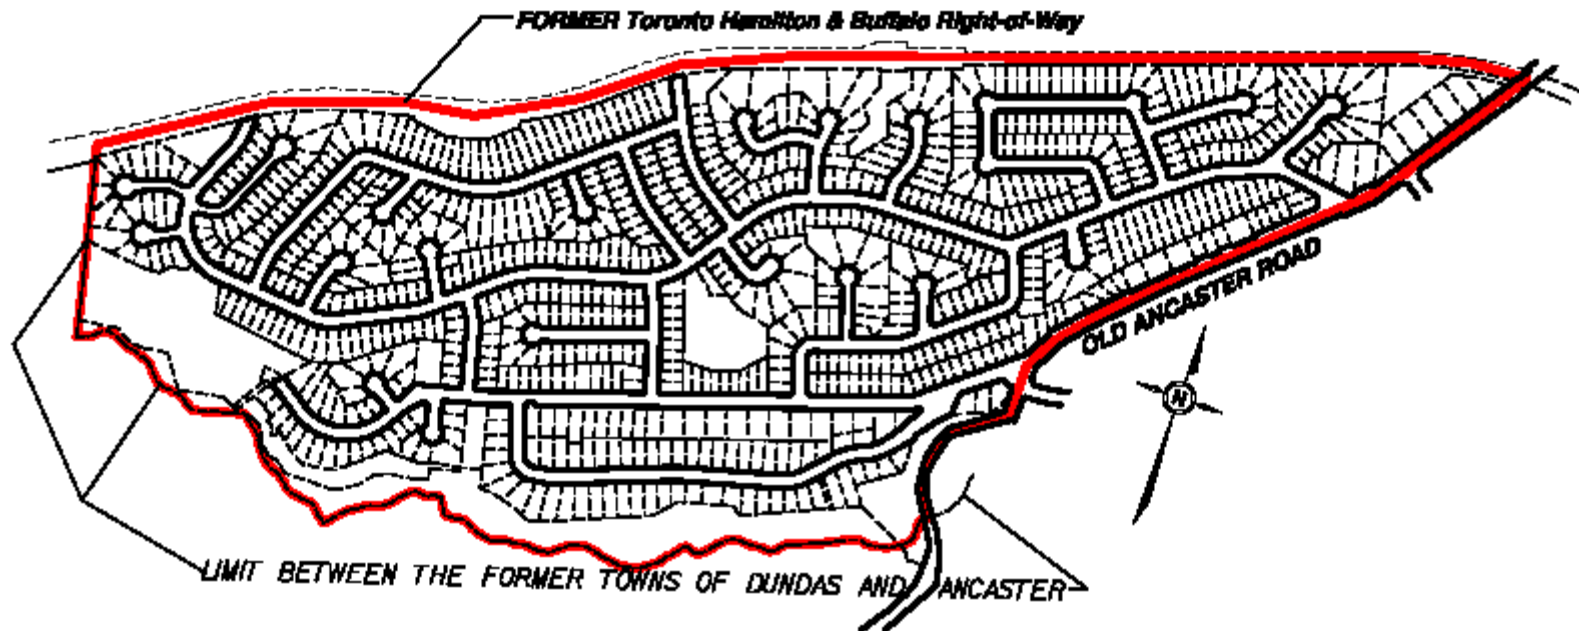 FORMER Toronto Hamilton & Buffalo Right-of-Way
OLD ANCASTER ROAD
N
LIMIT BETWEEN THE FORMER TOWNS OF DUNDAS AND ANCASTER